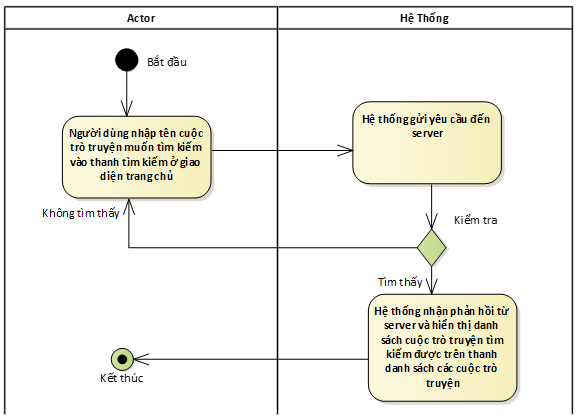 Actor
Hệ Thống
Bắt đầu
Người dùng nhập tên cuộc
trò truyện muốn tìm kiếm
vào thanh tìm kiếm ở giao
diện trang chủ
Hệ thống gửi yêu cầu đến
server
Không tìm thấy
Kiểm tra
Tìm thấy
Hệ thống nhận phản hồi từ
server và hiển thị danh
sách cuộc trò truyện tìm
kiếm được trên thanh
danh sách các cuộc trò
truyện
Kết thúc